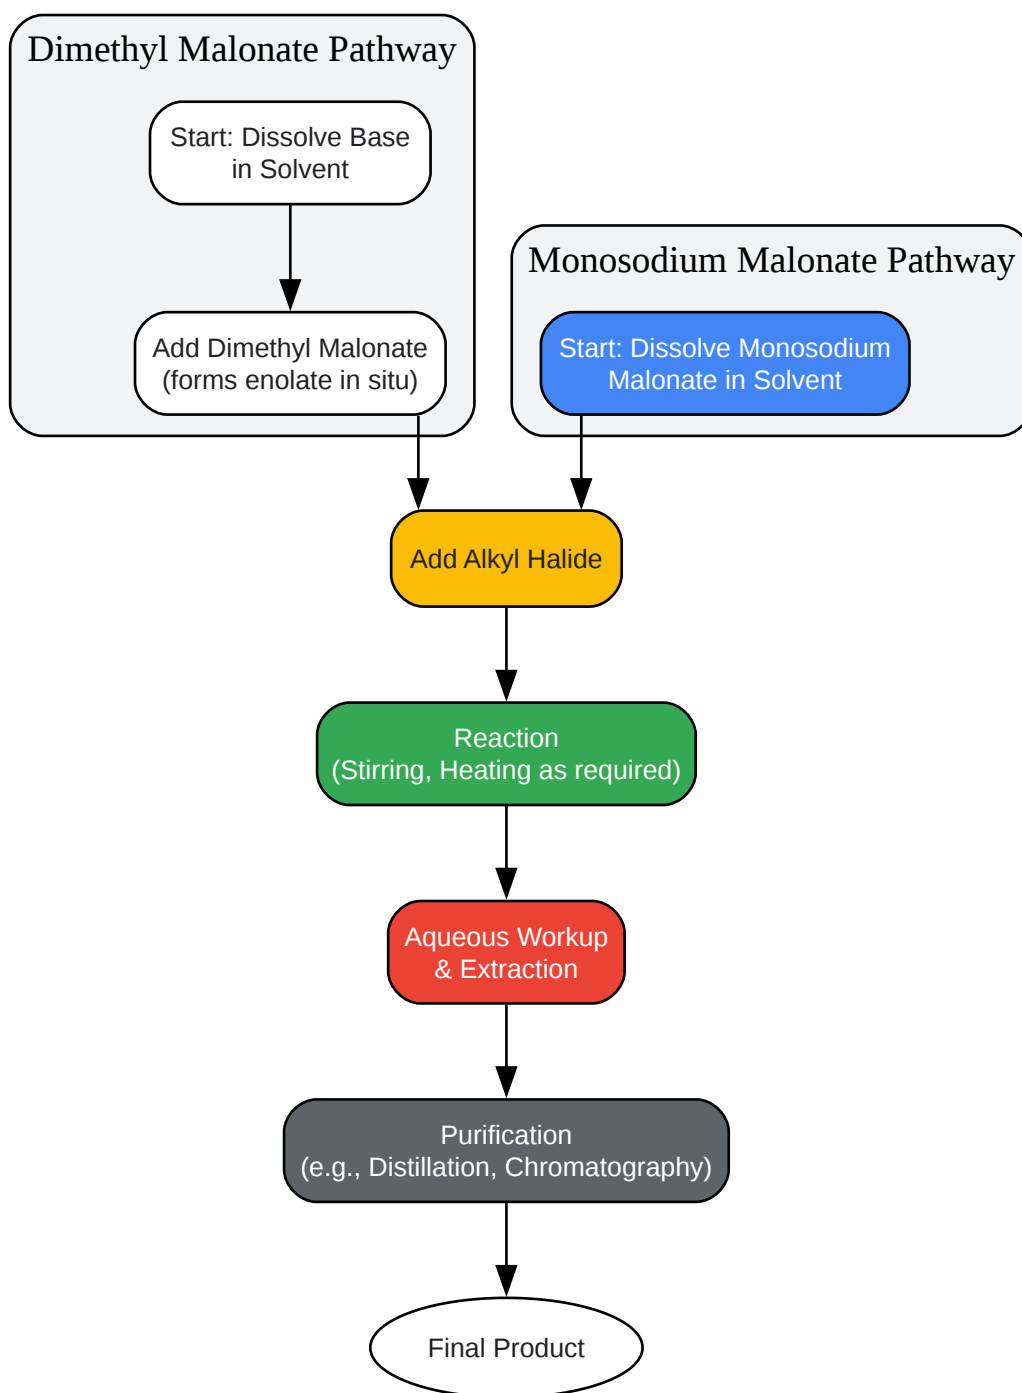 Dimethyl Malonate Pathway
Start: Dissolve Base
in Solvent
Add Dimethyl Malonate
(forms enolate in situ)
Monosodium Malonate Pathway
Start: Dissolve Monosodium
Malonate in Solvent
Add Alkyl Halide
Reaction
(Stirring, Heating as required)
Aqueous Workup
& Extraction
Purification
(e.g., Distillation, Chromatography)
Final Product